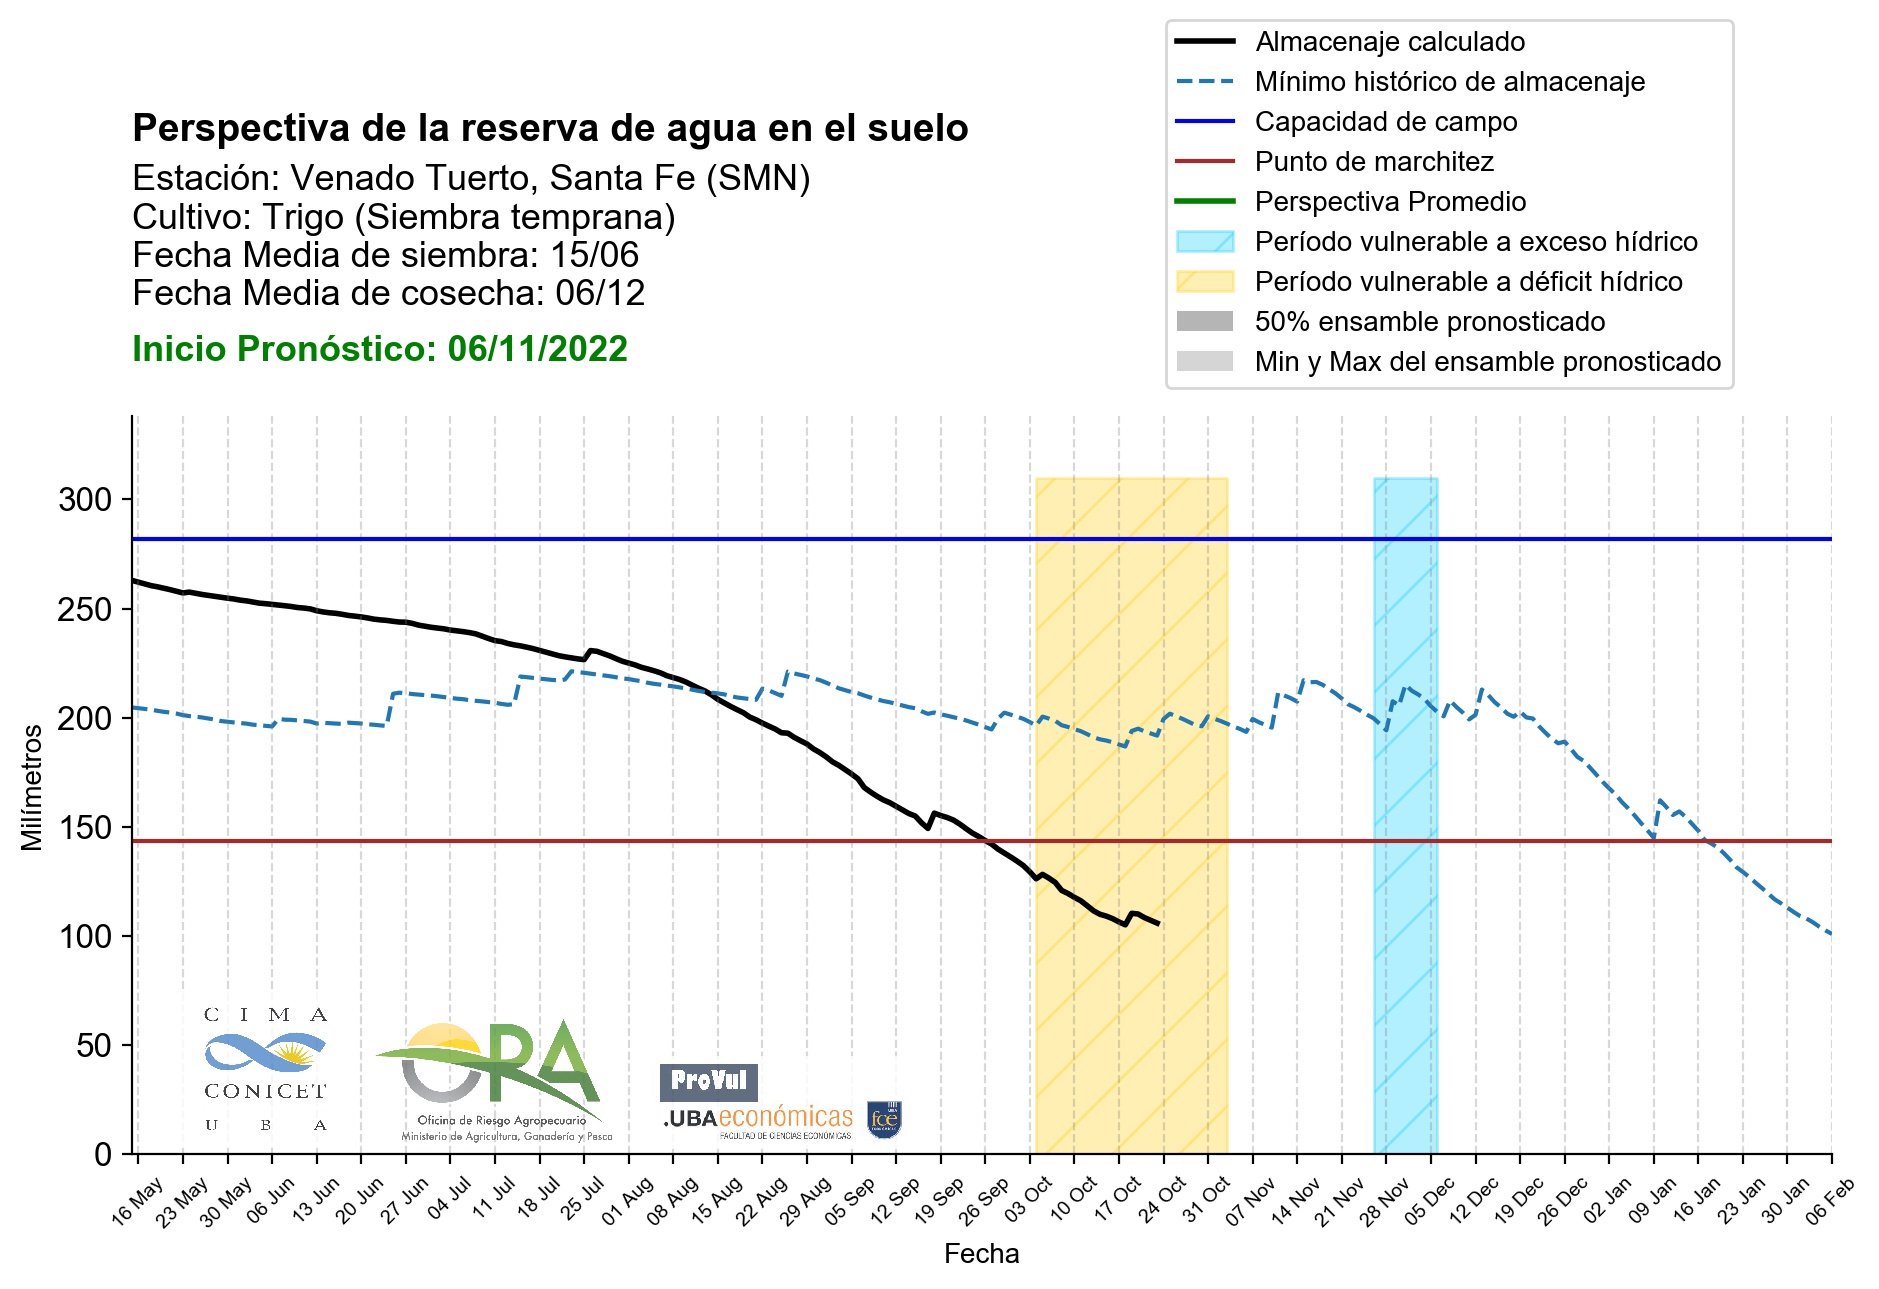 Almacenaje calculado
Mínimo histórico de almacenaje
Capacidad de campo
Punto de marchitez
Perspectiva Promedio
Período vulnerable a exceso hídrico
Período vulnerable a déficit hídrico
50% ensamble pronosticado
Min y Max del ensamble pronosticado
Perspectiva de la reserva de agua en el suelo
Estación: Venado Tuerto, Santa Fe (SMN)
Cultivo: Trigo (Siembra temprana)
Fecha Media de siembra: 15/06
Fecha Media de cosecha: 06/12
Inicio Pronóstico: 06/11/2022
Milímetros
300
250
200
150
100
50
0
CIMA
CONICET
UBA
ORA
Oficina de Riesgo Agropecuario
Ministerio de Agricultura, Ganadería y Pesca
ProVul
.UBAeconómicas
FACULTAD DE CIENCIAS ECONÓMICAS
fce
16 May
23 May
30 May
06 Jun
13 Jun
20 Jun
27 Jun
04 Jul
11 Jul
18 Jul
25 Jul
01 Aug
08 Aug
15 Aug
22 Aug
29 Aug
05 Sep
12 Sep
19 Sep
26 Sep
03 Oct
10 Oct
17 Oct
24 Oct
31 Oct
07 Nov
14 Nov
21 Nov
28 Nov
05 Dec
12 Dec
19 Dec
26 Dec
02 Jan
09 Jan
16 Jan
23 Jan
30 Jan
06 Feb
Fecha